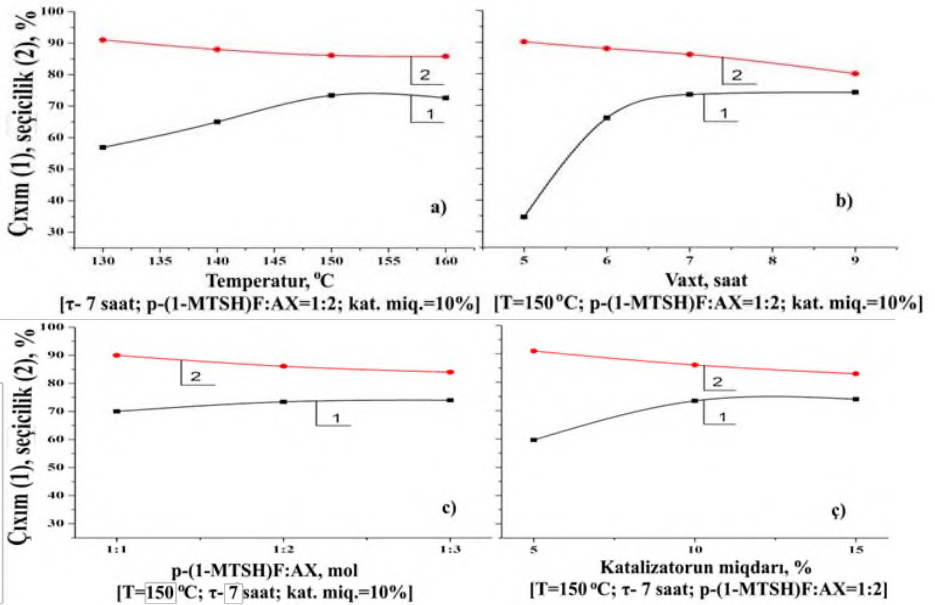 Çıxım (1), seçicilik (2), %
100
90
80
70
60
50
40
30
2
1
a)
130 135 140 145 150 155 160
Temperatur, ⁰C
[τ- 7 saat; p-(1-MTSH)F:AX=1:2; kat. miq.=10%]
2
1
b)
5 6 7 8 9
Vaxt, saat
[T=150 ⁰C; p-(1-MTSH)F:AX=1:2; kat. miq.=10%]
Çıxım (1), seçicilik (2), %
100
90
80
70
60
50
40
30
2
1
c)
1:1 1:2 1:3
p-(1-MTSH)F:AX, mol
[T=150 ⁰C; τ- 7 saat; kat. miq.=10%]
2
1
ç)
5 10 15
Katalizatorun miqdarı, %
[T=150 ⁰C; τ- 7 saat; p-(1-MTSH)F:AX=1:2]